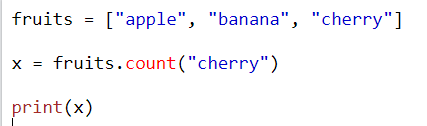 fruits = ["apple", "banana", "cherry"]
x = fruits.count("cherry")
print(x)